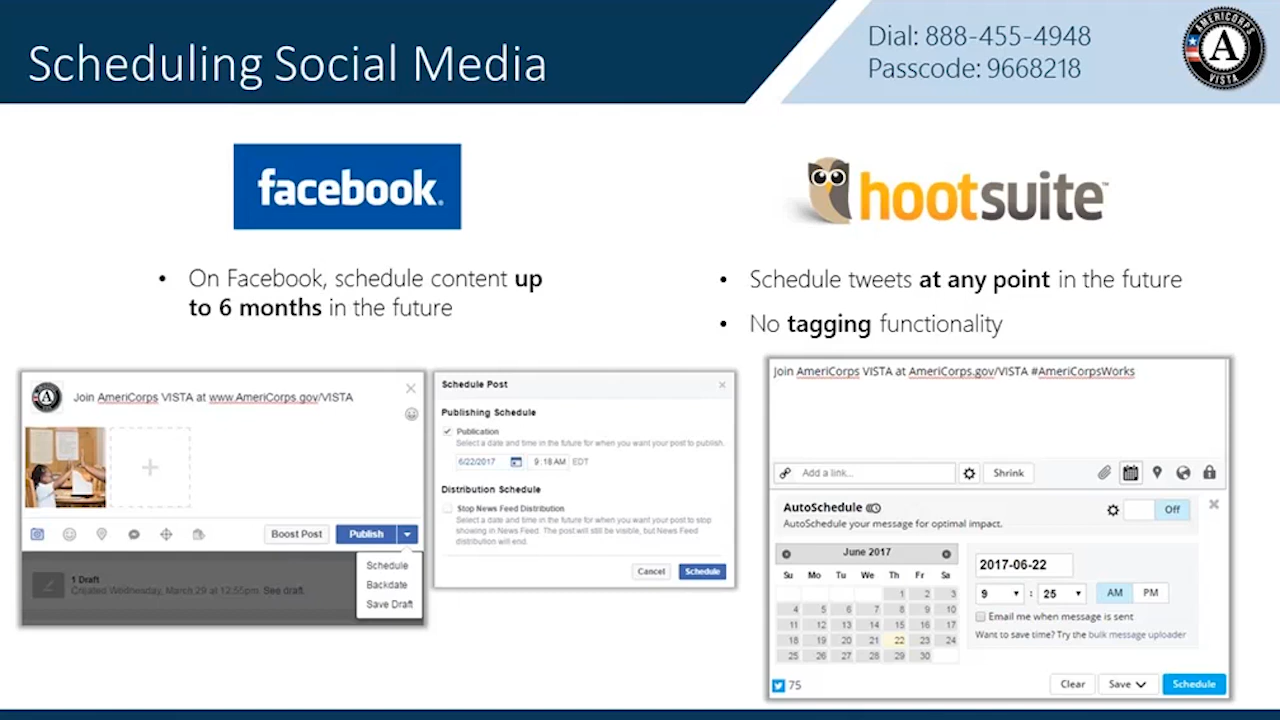 Scheduling Social Media
Dial: 888-455-4948
Passcode: 9668218
AMERICORPS
A
VISTA
facebook.
hootsuite™
• On Facebook, schedule content up
to 6 months in the future
• Schedule tweets at any point in the future
• No tagging functionality
Join AmeriCorps VISTA at www.AmeriCorps.gov/VISTA
Boost Post
Publish
Schedule
Backdate
Save Draft
1 Draft
Created Wednesday, March 29 at 12:55pm. See draft.
Schedule Post
Publishing Schedule
Publication
Select a date and time in the future for when you want your post to publish.
6/22/2017 9:18 AM EDT
Distribution Schedule
Stop News Feed Distribution
Select a date and time in the future for when you want your post to stop
showing in News Feed. The post will still be visible, but News Feed
distribution will end.
Cancel Schedule
Join AmeriCorps VISTA at AmeriCorps.gov/VISTA #AmeriCorpsWorks
Add a link... Shrink
AutoSchedule
Off
AutoSchedule your message for optimal impact.
June 2017
Su Mo Tu We Th Fr Sa
1 2 3
4 5 6 7 8 9 10
11 12 13 14 15 16 17
18 19 20 21 22 23 24
25 26 27 28 29 30
2017-06-22
9 : 25 AM PM
Email me when message is sent
Want to save time? Try the bulk message uploader
75
Clear Save Schedule